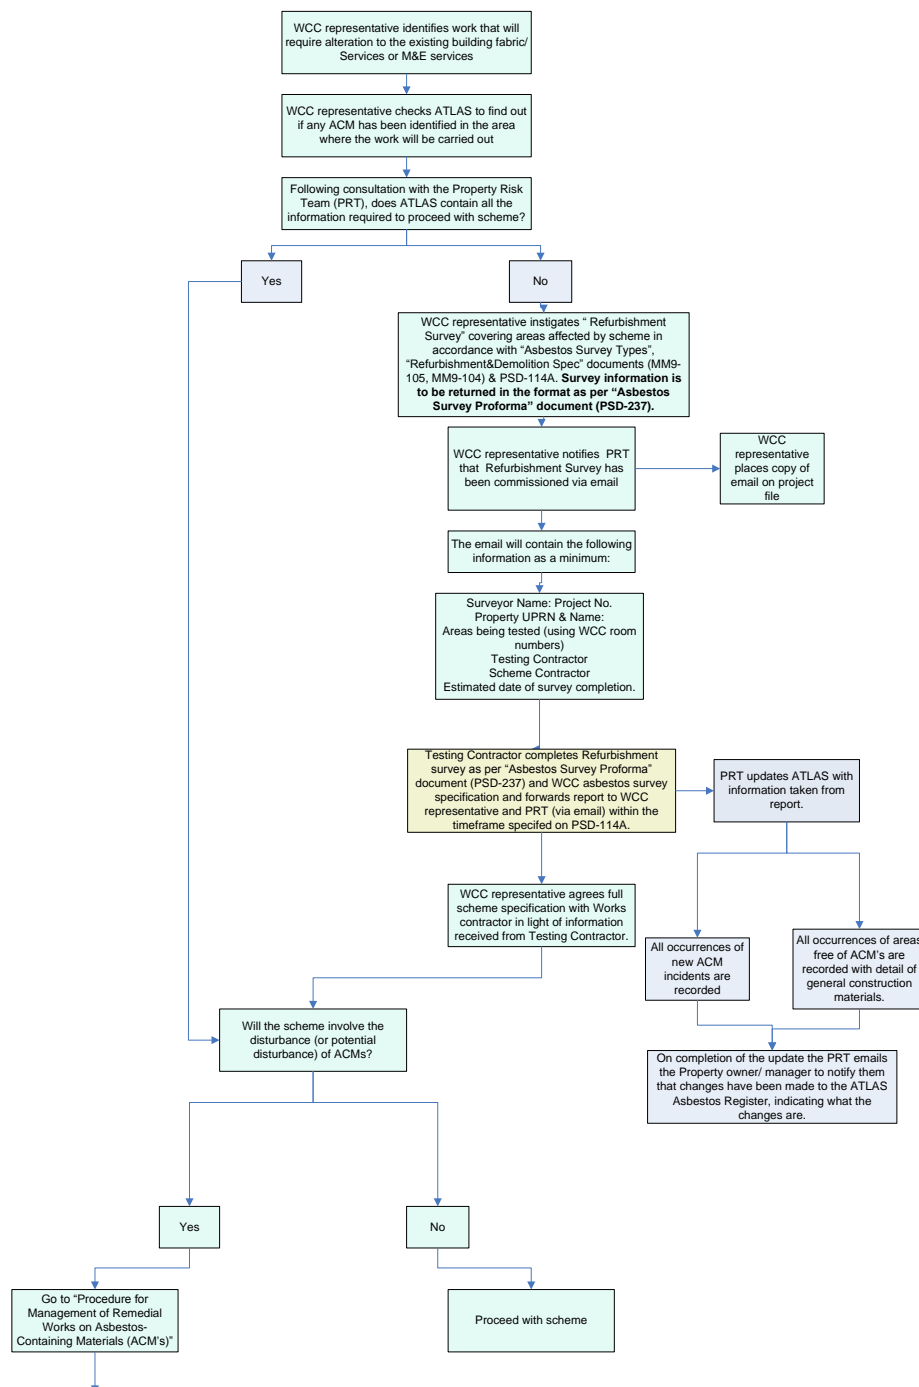 WCC representative identifies work that will
require alteration to the existing building fabric/
Services or M&E services
WCC representative checks ATLAS to find out
if any ACM has been identified in the area
where the work will be carried out
Following consultation with the Property Risk
Team (PRT), does ATLAS contain all the
information required to proceed with scheme?
Yes
No
WCC representative instigates “ Refurbishment
Survey” covering areas affected by scheme in
accordance with “Asbestos Survey Types”,
“Refurbishment&Demolition Spec” documents (MM9-
105, MM9-104) & PSD-114A. Survey information is
to be returned in the format as per “Asbestos
Survey Proforma” document (PSD-237).
WCC representative notifies PRT
that Refurbishment Survey has
been commissioned via email
WCC
representative
places copy of
email on project
file
The email will contain the following
information as a minimum:
Surveyor Name: Project No.
Property UPRN & Name:
Areas being tested (using WCC room
numbers)
Testing Contractor
Scheme Contractor
Estimated date of survey completion.
Testing Contractor completes Refurbishment
survey as per “Asbestos Survey Proforma”
document (PSD-237) and WCC asbestos survey
specification and forwards report to WCC
representative and PRT (via email) within the
timeframe specifed on PSD-114A.
PRT updates ATLAS with
information taken from
report.
WCC representative agrees full
scheme specification with Works
contractor in light of information
received from Testing Contractor.
All occurrences of
new ACM
incidents are
recorded
All occurrences of areas
free of ACM’s are
recorded with detail of
general construction
materials.
Will the scheme involve the
disturbance (or potential
disturbance) of ACMs?
On completion of the update the PRT emails
the Property owner/ manager to notify them
that changes have been made to the ATLAS
Asbestos Register, indicating what the
changes are.
Yes
No
Go to “Procedure for
Management of Remedial
Works on Asbestos-
Containing Materials (ACM’s)”
Proceed with scheme